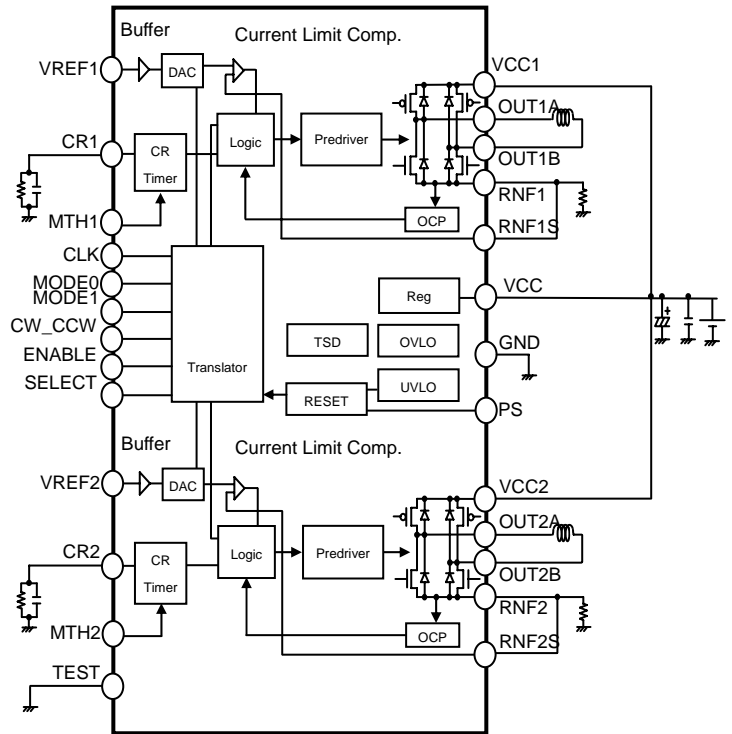 Buffer
Current Limit Comp.
VREF1
DAC
VCC1
OUT1A
CR1
CR
Timer
Logic
Predriver
OUT1B
RNF1
MTH1
OCP
RNF1S
CLK
MODE0
MODE1
CW_CCW
ENABLE
SELECT
Translator
Reg
VCC
TSD
OVLO
GND
UVLO
RESET
PS
Buffer
Current Limit Comp.
VREF2
DAC
VCC2
OUT2A
CR2
CR
Timer
Logic
Predriver
OUT2B
RNF2
MTH2
OCP
RNF2S
TEST
+